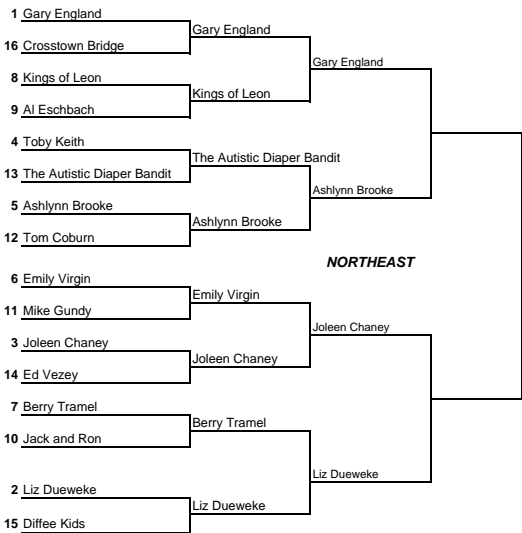 1 Gary England
Gary England
16 Crosstown Bridge
Gary England
8 Kings of Leon
Kings of Leon
9 Al Eschbach
4 Toby Keith
The Autistic Diaper Bandit
13 The Autistic Diaper Bandit
Ashlynn Brooke
5 Ashlynn Brooke
Ashlynn Brooke
12 Tom Coburn
NORTHEAST
6 Emily Virgin
Emily Virgin
11 Mike Gundy
Joleen Chaney
3 Joleen Chaney
Joleen Chaney
14 Ed Vezey
7 Berry Tramel
Berry Tramel
10 Jack and Ron
Liz Dueweke
2 Liz Dueweke
Liz Dueweke
15 Diffee Kids